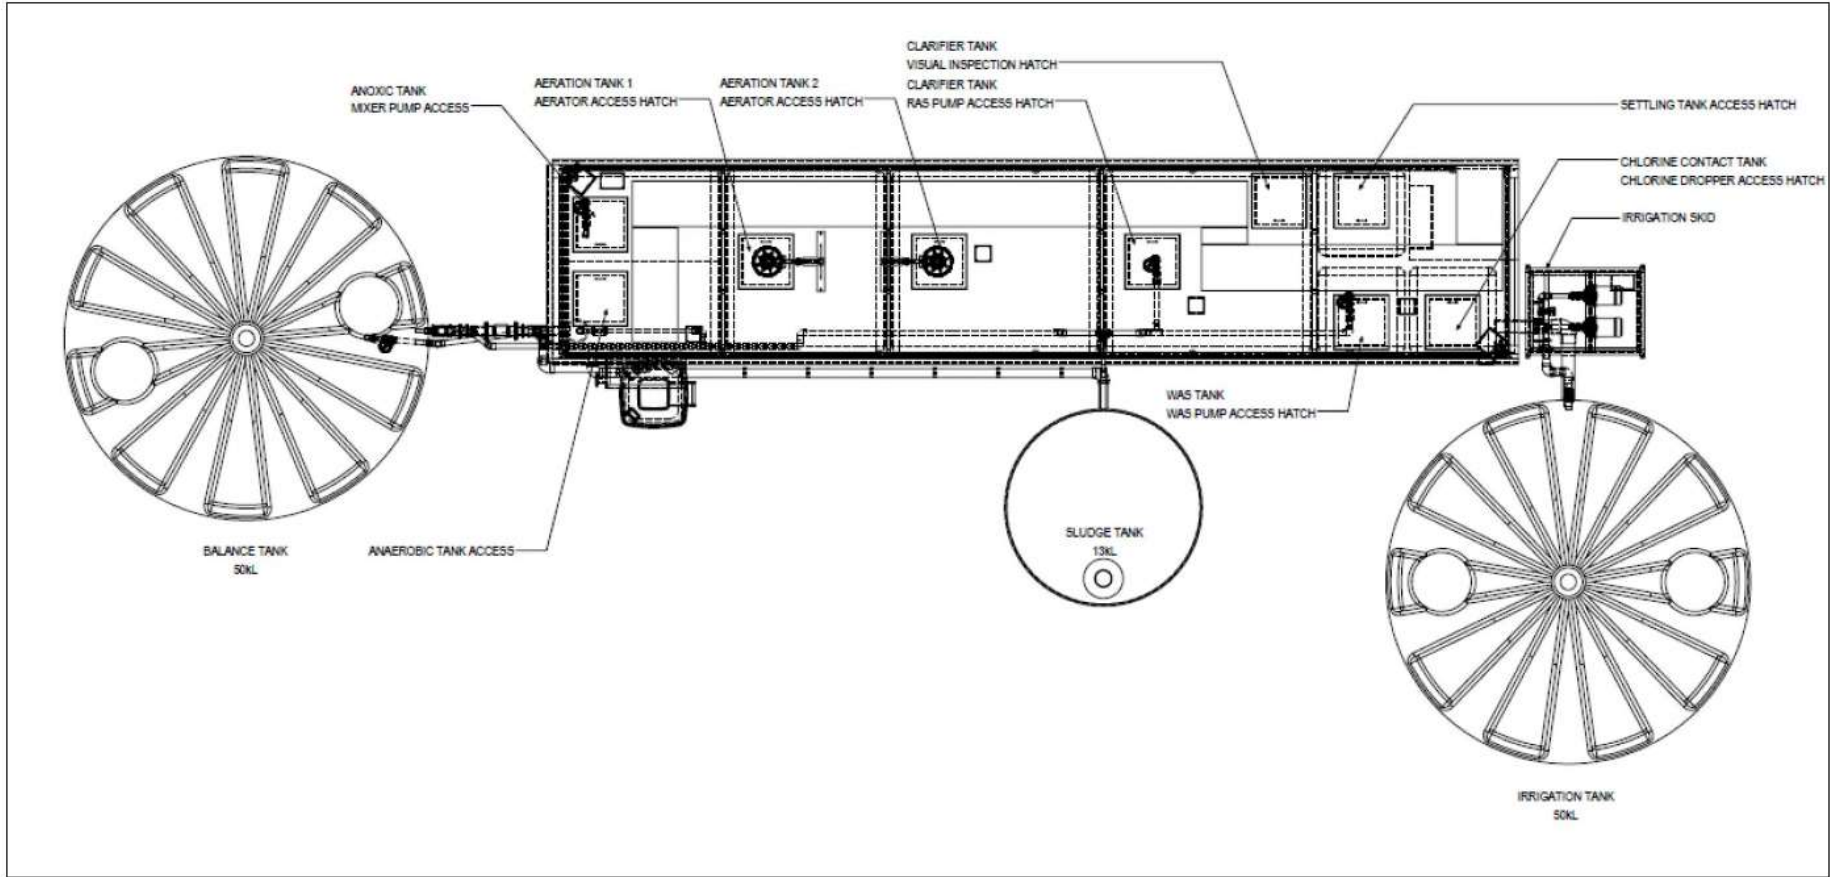 CLARIFIER TANK
VISUAL INSPECTION HATCH
CLARIFIER TANK
RAS PUMP ACCESS HATCH
AERATION TANK 1
AERATOR ACCESS HATCH
AERATION TANK 2
AERATOR ACCESS HATCH
ANOXIC TANK
MIXER PUMP ACCESS
SETTLING TANK ACCESS HATCH
CHLORINE CONTACT TANK
CHLORINE DROPPER ACCESS HATCH
IRRIGATION SKID
WAS TANK
WAS PUMP ACCESS HATCH
SLUDGE TANK
13kL
BALANCE TANK
50kL
ANAEROBIC TANK ACCESS
IRRIGATION TANK
50kL